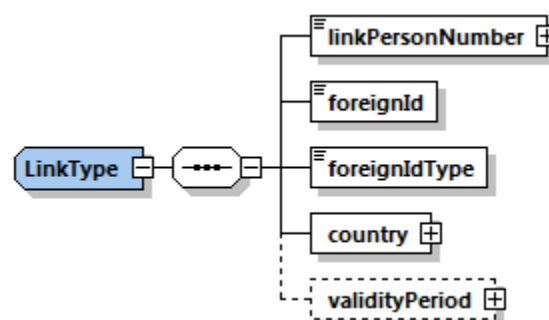 linkPersonNumber
foreignId
LinkType
foreignIdType
country
validityPeriod